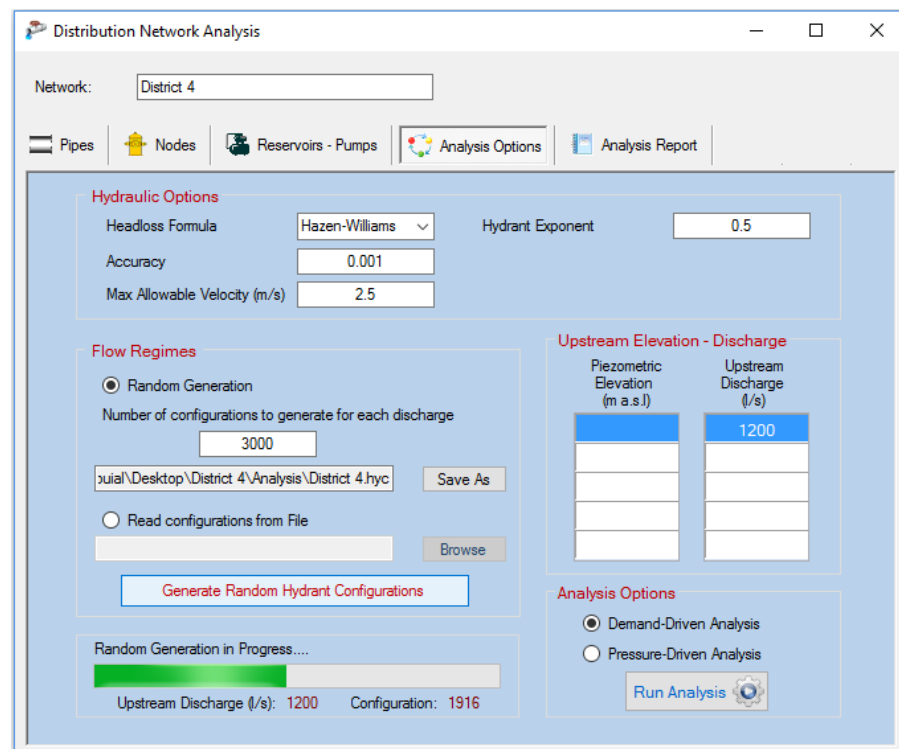 Distribution Network Analysis
Network: District 4
Pipes Nodes Reservoirs - Pumps Analysis Options Analysis Report
Hydraulic Options
Headloss Formula Hazen-Williams Hydrant Exponent 0.5
Accuracy 0.001
Max Allowable Velocity (m/s) 2.5
Flow Regimes
Random Generation
Number of configurations to generate for each discharge
3000
ouial\Desktop\District 4\Analysis\District 4.hyc Save As
Read configurations from File
Browse
Generate Random Hydrant Configurations
Random Generation in Progress....
Upstream Discharge (l/s): 1200 Configuration: 1916
Upstream Elevation - Discharge
Piezometric
Elevation
(m a.s.l)
Upstream
Discharge
(l/s)
1200
Analysis Options
Demand-Driven Analysis
Pressure-Driven Analysis
Run Analysis